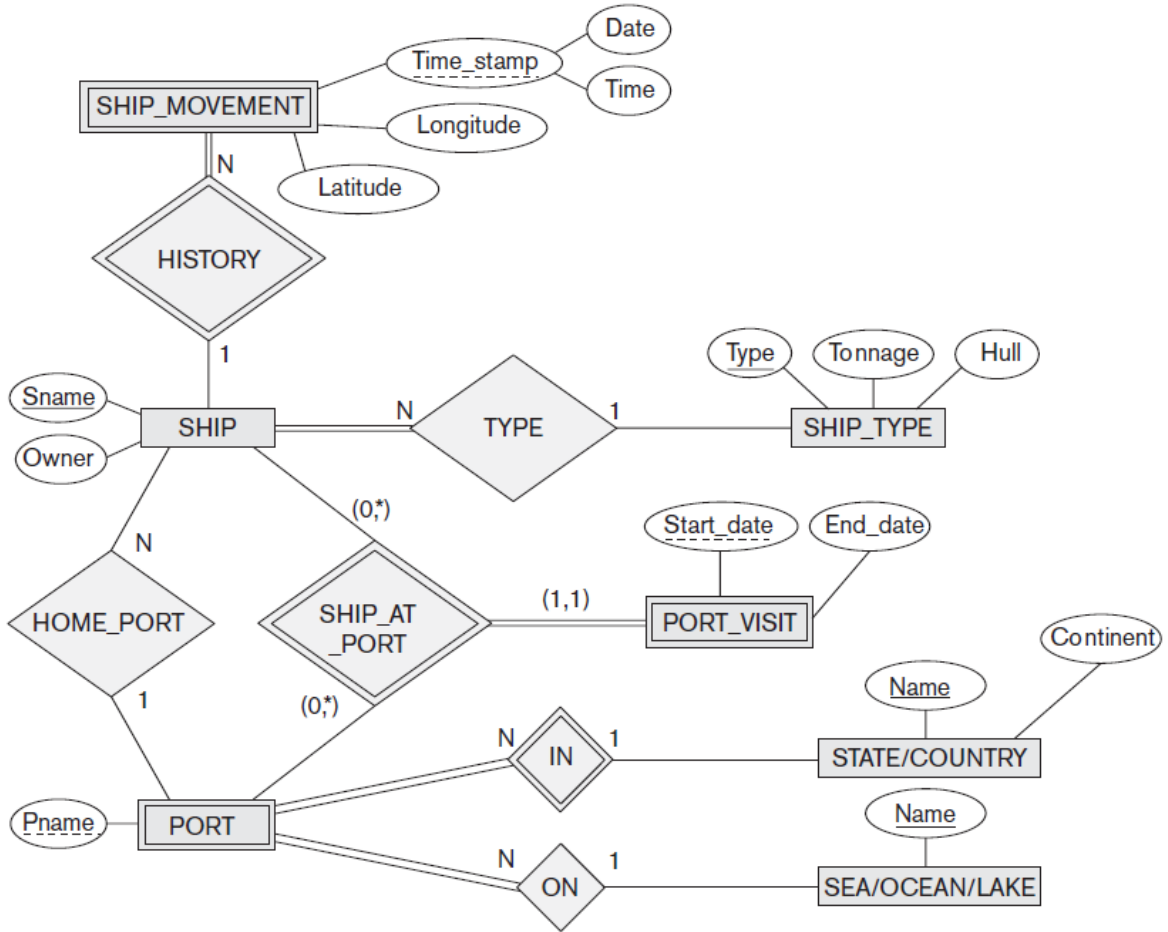 Date
Time_stamp
Time
SHIP_MOVEMENT
Longitude
N
Latitude
HISTORY
1
Type
Tonnage
Hull
Sname
N
TYPE
1
SHIP
SHIP_TYPE
Owner
(0,*)
Start_date
End_date
N
(1,1)
HOME_PORT
SHIP_AT
_PORT
PORT_VISIT
Continent
1
(0,*)
Name
N
IN
1
STATE/COUNTRY
Pname
PORT
Name
N
ON
1
SEA/OCEAN/LAKE